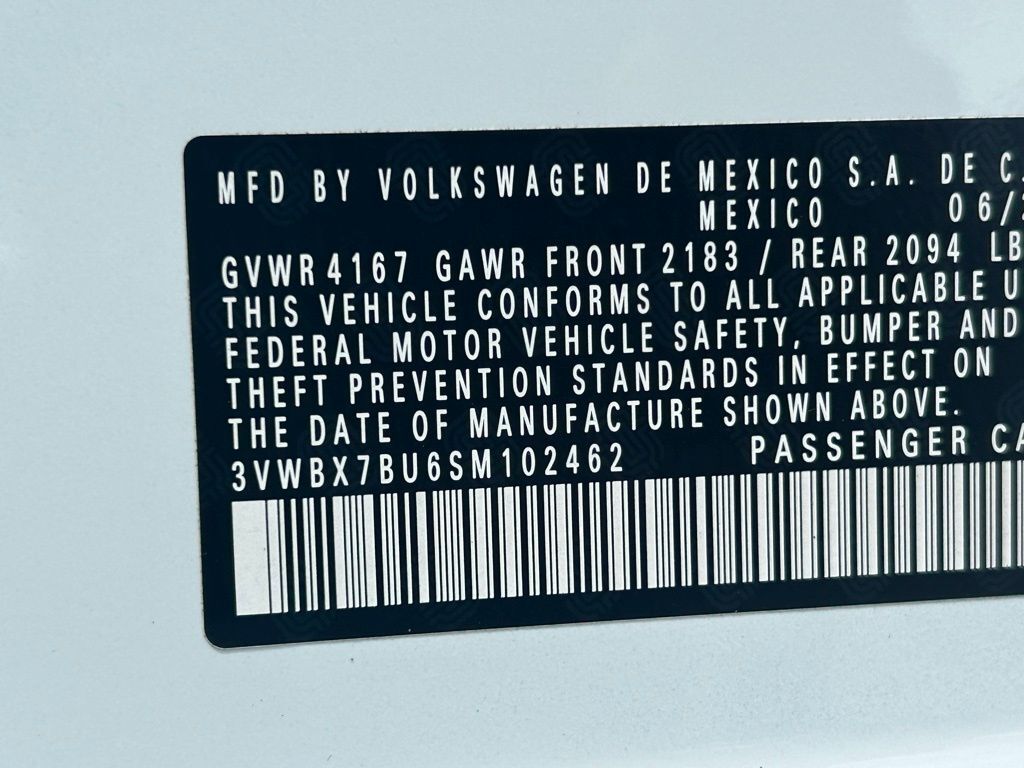 MFD BY VOLKSWAGEN DE MEXICO S.A. DE C.
MEXICO 06/
GVWR 4167 GAWR FRONT 2183 / REAR 2094 LB
THIS VEHICLE CONFORMS TO ALL APPLICABLE U
FEDERAL MOTOR VEHICLE SAFETY, BUMPER AND
THEFT PREVENTION STANDARDS IN EFFECT ON
THE DATE OF MANUFACTURE SHOWN ABOVE.
3VWBX7BU6SM102462 PASSENGER CA